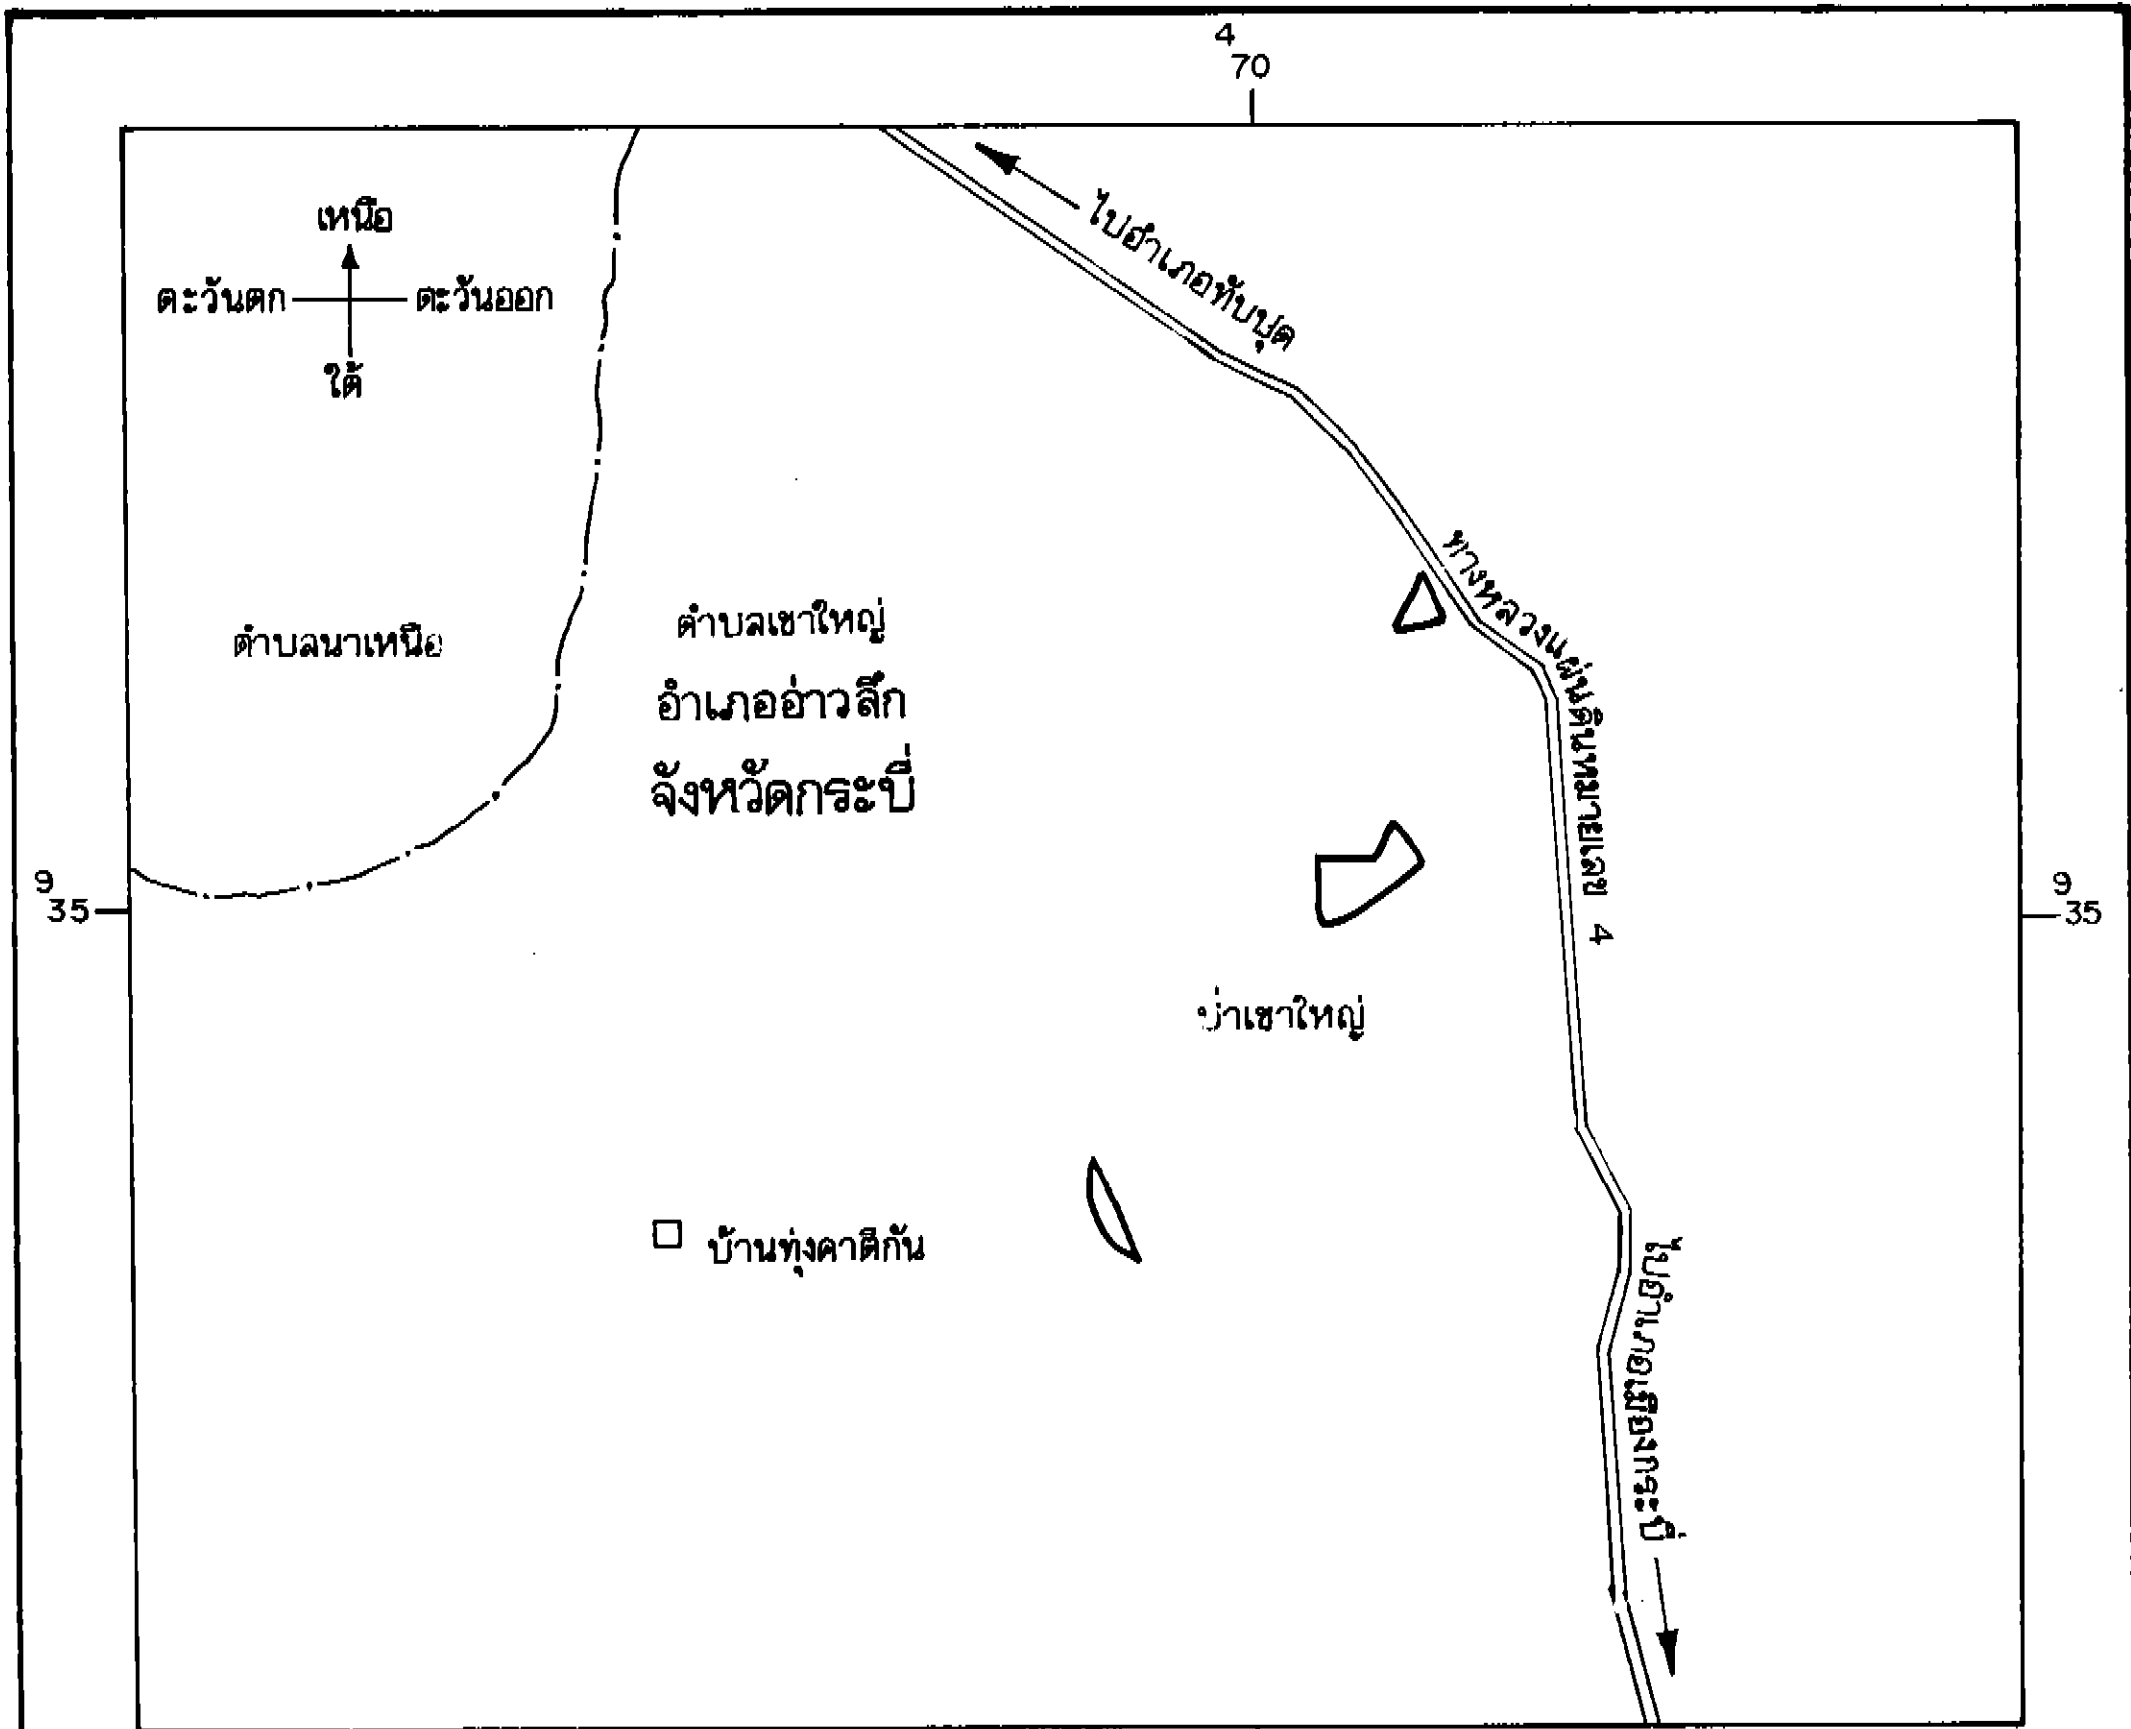 4
70
เหนือ
ตะวันตก ตะวันออก
ใต้
ไปอำเภอทับปุด
ทางหลวงแผ่นดินหมายเลข 4
ตำบลนาเหนือ
ตำบลเขาใหญ่
อำเภออ่าวลึก
จังหวัดกระบี่
9
35
9
35
ป่าเขาใหญ่
บ้านทุ่งคาตีกัน
ไปอำเภอเมืองกระบี่